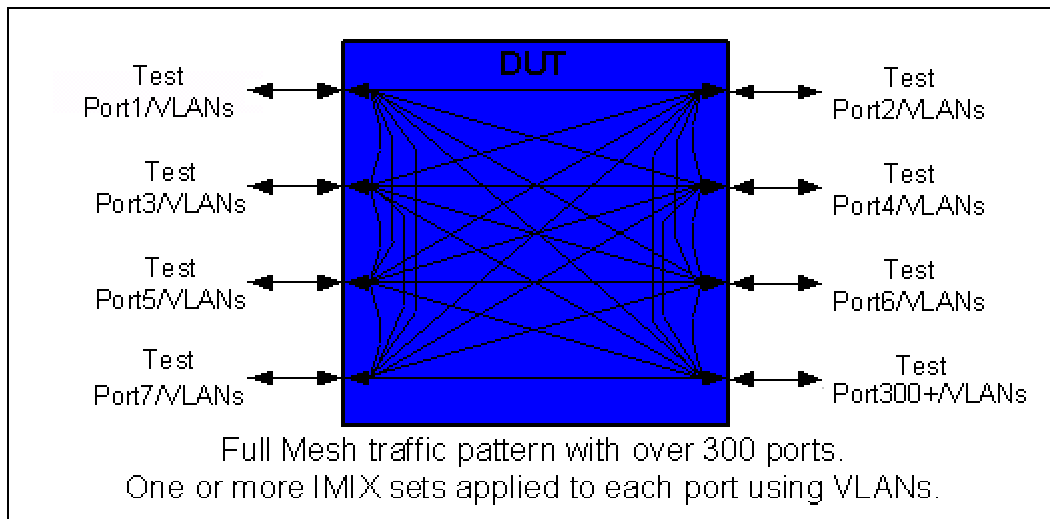 DUT
Test
Port1/VLANs
Test
Port2/VLANs
Test
Port3/VLANs
Test
Port4/VLANs
Test
Port5/VLANs
Test
Port6/VLANs
Test
Port7/VLANs
Test
Port300+/VLANs
Full Mesh traffic pattern with over 300 ports.
One or more IMIX sets applied to each port using VLANs.